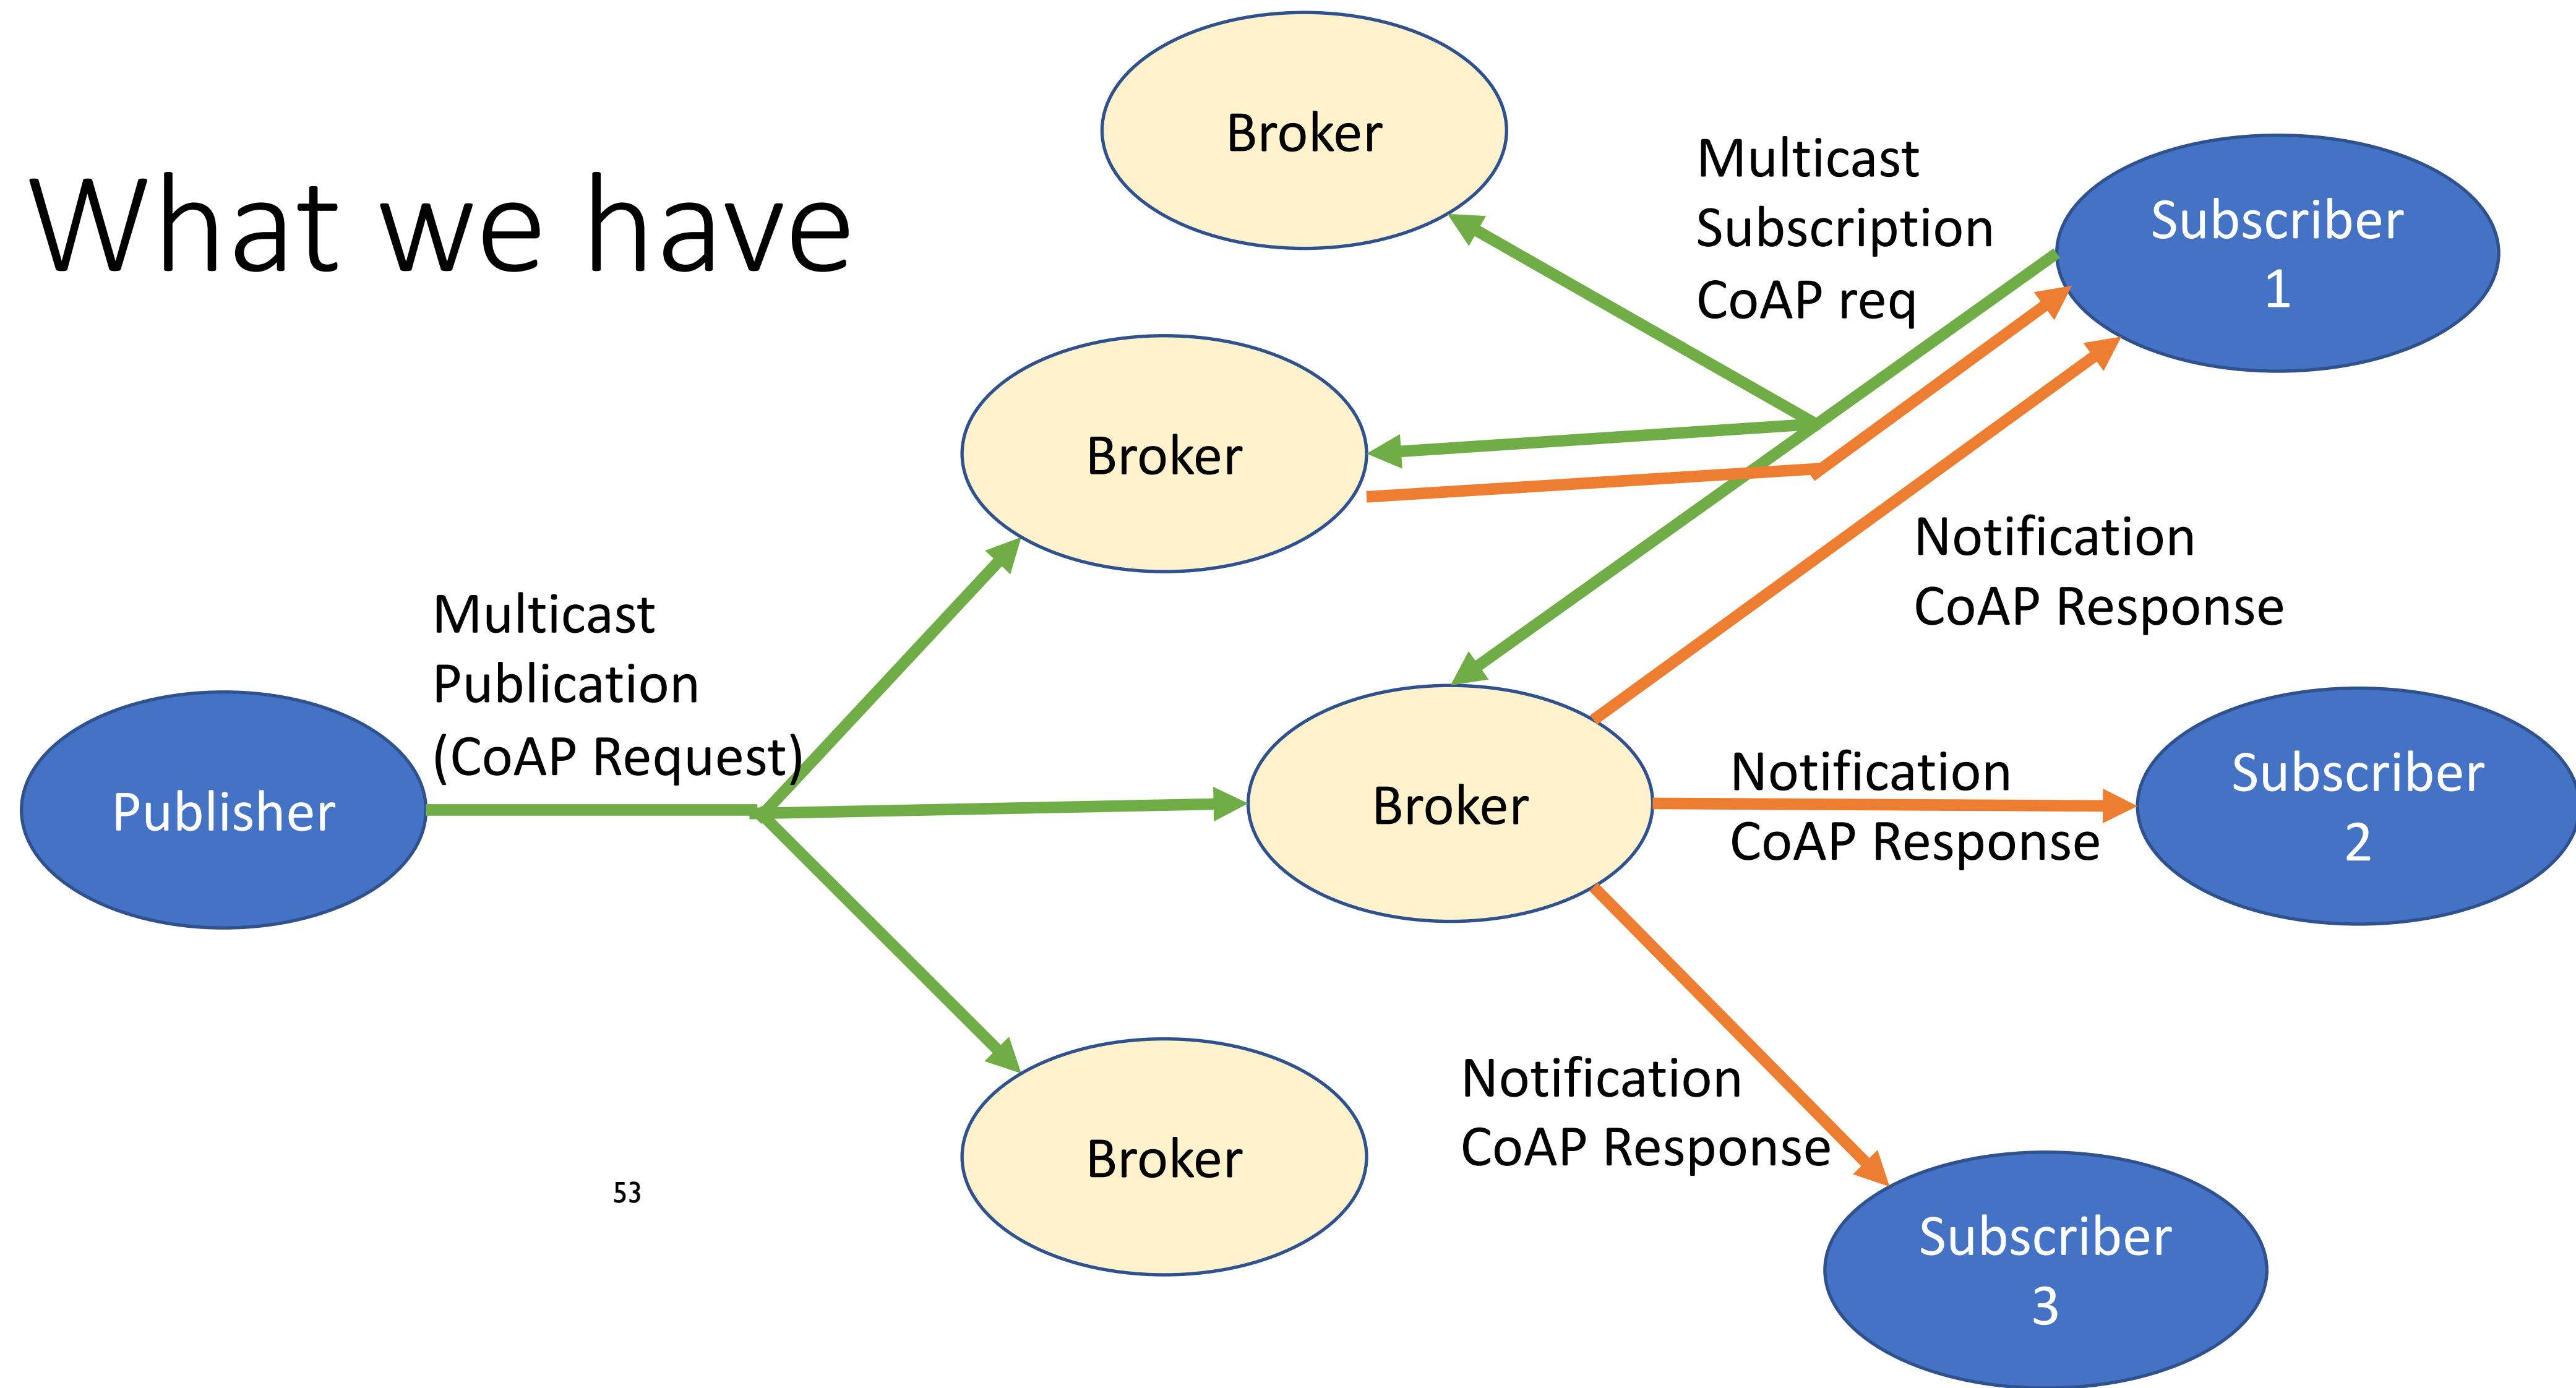 What we have
Broker
Multicast
Subscription
CoAP req
Subscriber
1
Broker
Notification
CoAP Response
Multicast
Publication
(CoAP Request)
Publisher
Broker
Notification
CoAP Response
Subscriber
2
Broker
Notification
CoAP Response
Subscriber
3
53